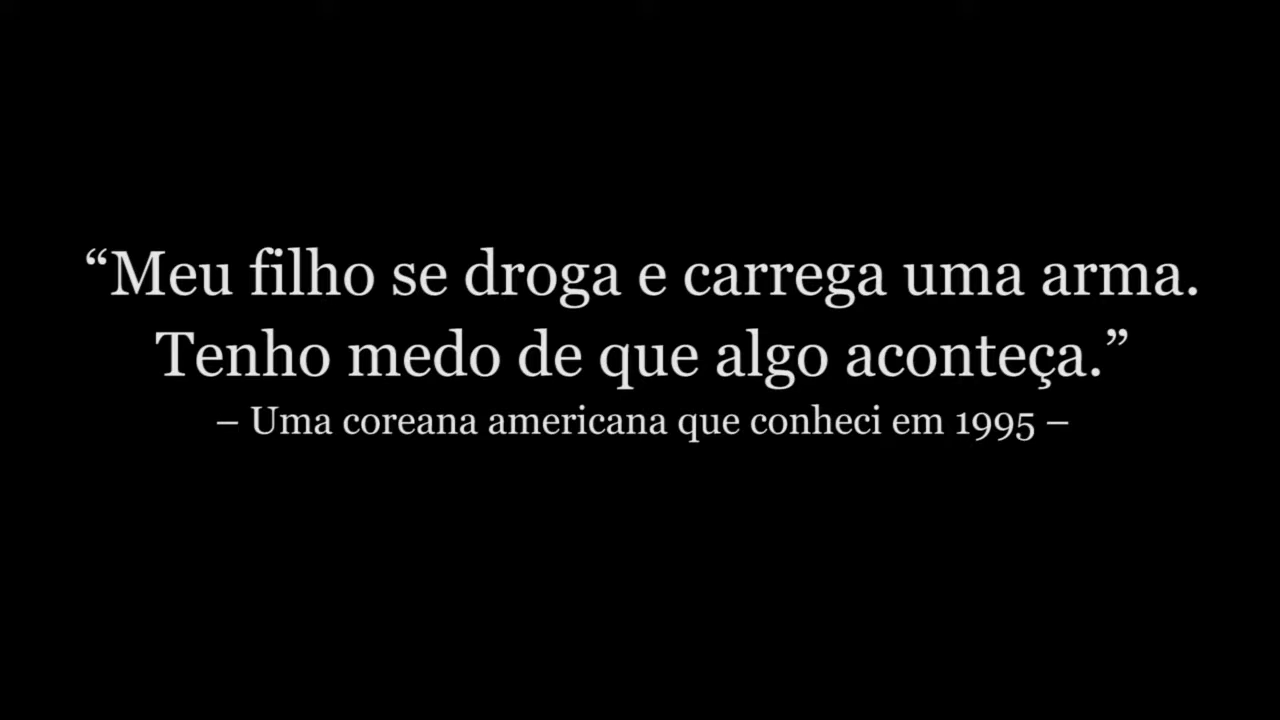 “Meu filho se droga e carrega uma arma.
Tenho medo de que algo aconteça.”
– Uma coreana americana que conheci em 1995 –